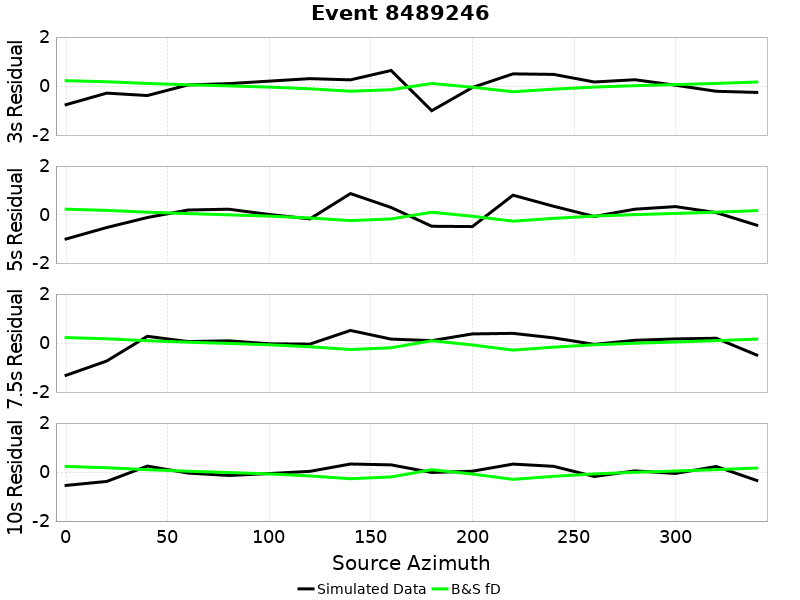 Event 8489246
3s Residual
2
0
-2
5s Residual
2
0
-2
7.5s Residual
2
0
-2
10s Residual
2
0
-2
0 50 100 150 200 250 300
Source Azimuth
Simulated Data B&S fD